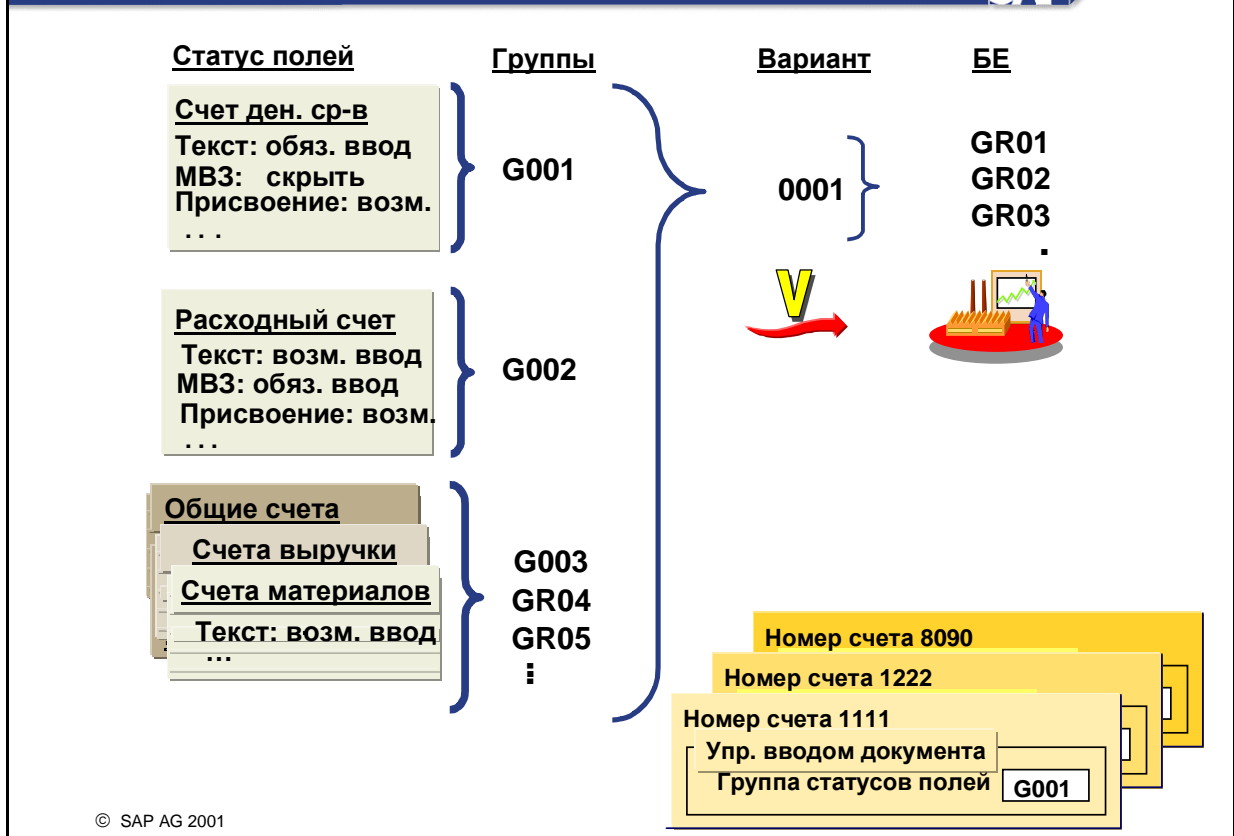 Статус полей
Группы
Вариант
БЕ
Счет ден. ср-в
Текст: обяз. ввод
МВЗ: скрыть
Присвоение: возм.
. . .
G001
0001
GR01
GR02
GR03
.
V
Расходный счет
Текст: возм. ввод
МВЗ: обяз. ввод
Присвоение: возм.
. . .
G002
Общие счета
Счета выручки
Счета материалов
Текст: возм. ввод
...
G003
GR04
GR05
...
Номер счета 8090
Номер счета 1222
Номер счета 1111
Упр. вводом документа
Группа статусов полей
G001
© SAP AG 2001